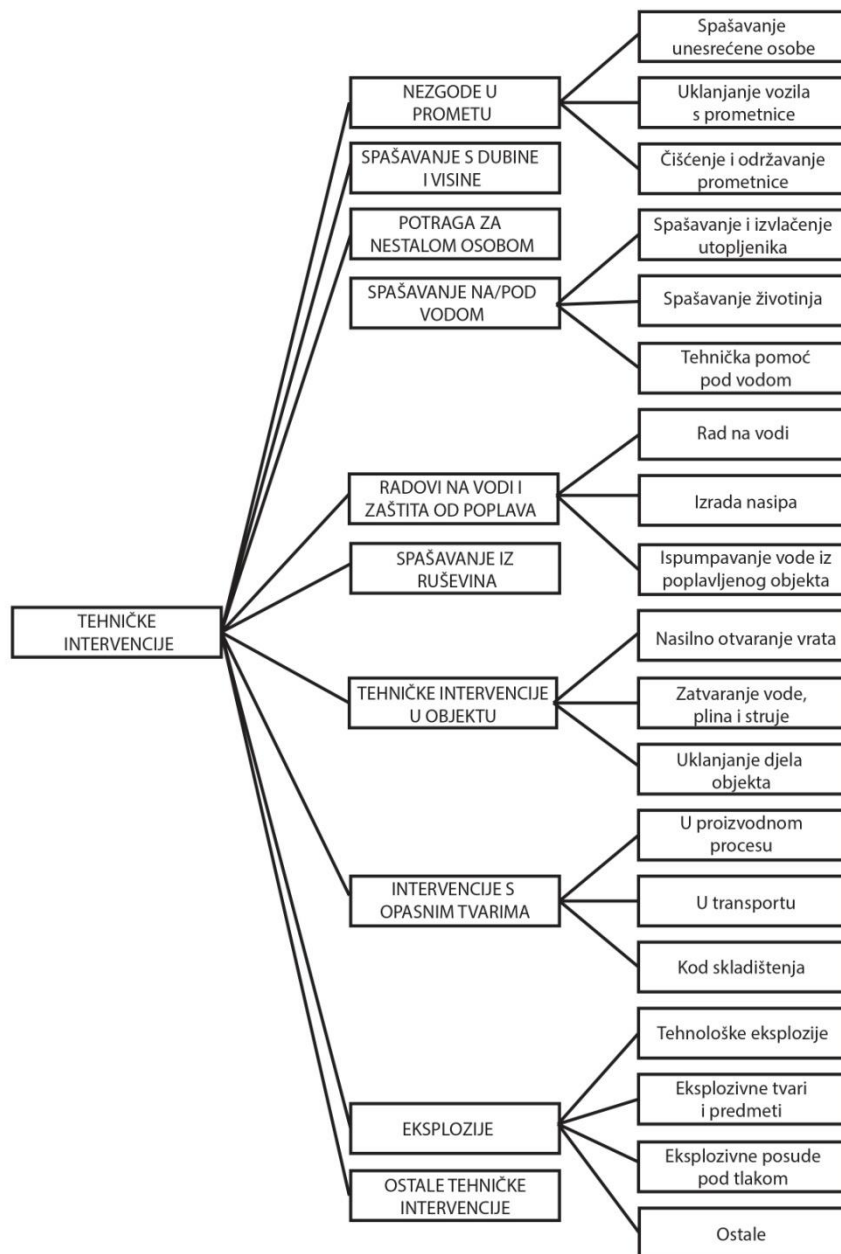 TEHNIČKE
INTERVENCIJE
NEZGODE U
PROMETU
Spašavanje
unesrećene osobe
Uklanjanje vozila
s prometnice
Čišćenje i održavanje
prometnice
SPAŠAVANJE S DUBINE
I VISINE
POTRAGA ZA
NESTALOM OSOBOM
SPAŠAVANJE NA/POD
VODOM
Spašavanje i izvlačenje
utopljenika
Spašavanje životinja
Tehnička pomoć
pod vodom
RADOVI NA VODI I
ZAŠTITA OD POPLAVA
Rad na vodi
Izrada nasipa
Ispumpavanje vode iz
poplavljenog objekta
SPAŠAVANJE IZ
RUŠEVINA
TEHNIČKE INTERVENCIJE
U OBJEKTU
Nasilno otvaranje vrata
Zatvaranje vode,
plina i struje
Uklanjanje djela
objekta
INTERVENCIJE S
OPASNIM TVARIMA
U proizvodnom
procesu
U transportu
Kod skladištenja
EKSPLOZIJE
Tehnološke eksplozije
Eksplozivne tvari
i predmeti
Eksplozivne posude
pod tlakom
Ostale
OSTALE TEHNIČKE
INTERVENCIJE